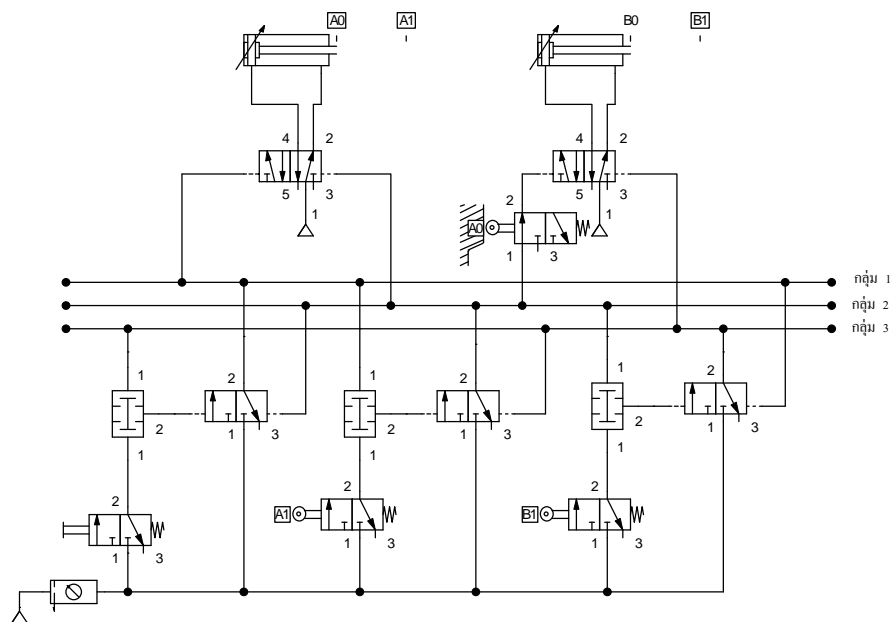 A0 A1 B0 B1
4 2 4 2
5 3 5 3
1 2 1
A0
1 3
กลุ่ม 1
กลุ่ม 2
กลุ่ม 3
1 1 1
2 2 2
2 1 3 2 1 3 2 1 3
1 1 1
2 2 2
A1 B1
1 3 1 3 1 3